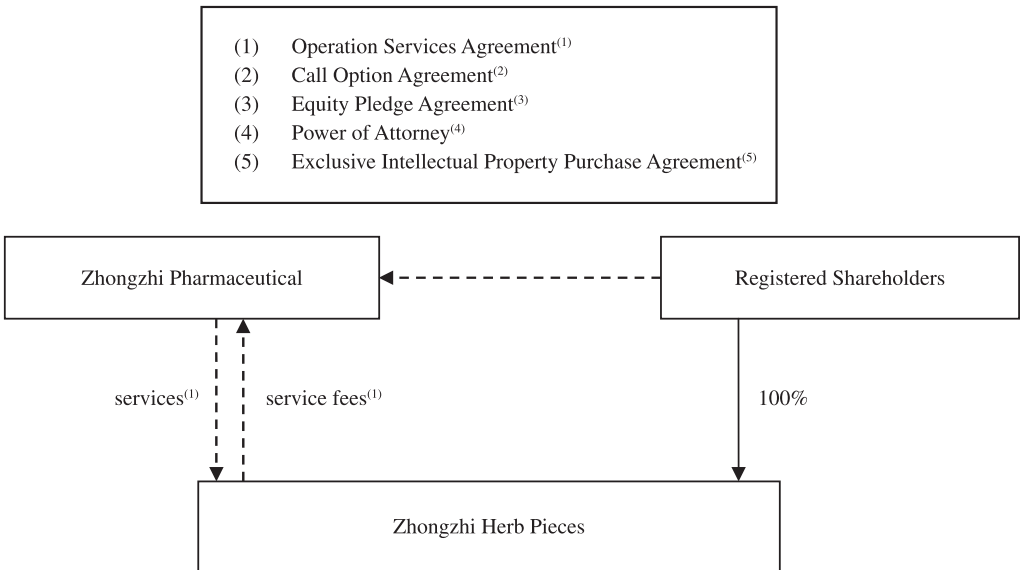 (1) Operation Services Agreement(1)
(2) Call Option Agreement(2)
(3) Equity Pledge Agreement(3)
(4) Power of Attorney(4)
(5) Exclusive Intellectual Property Purchase Agreement(5)
Zhongzhi Pharmaceutical
Registered Shareholders
services(1)
service fees(1)
100%
Zhongzhi Herb Pieces